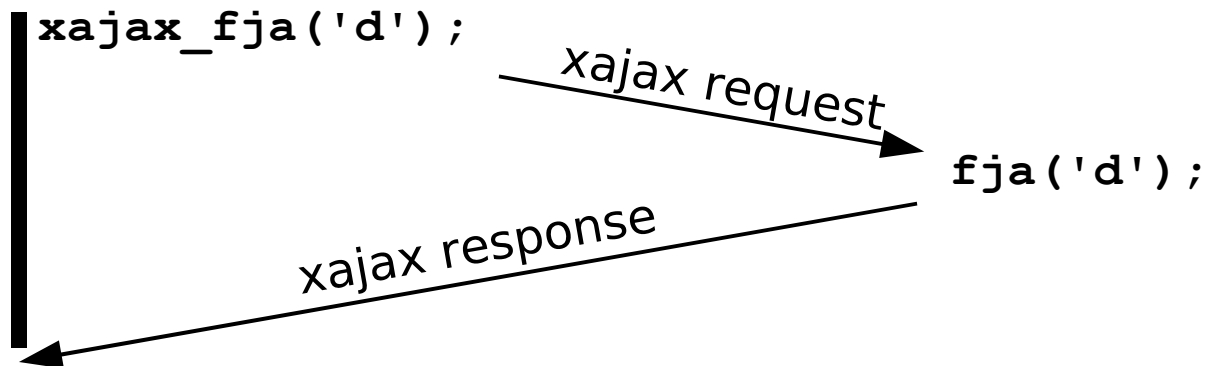 xajax_fja('d');
xajax request
fja('d');
xajax response